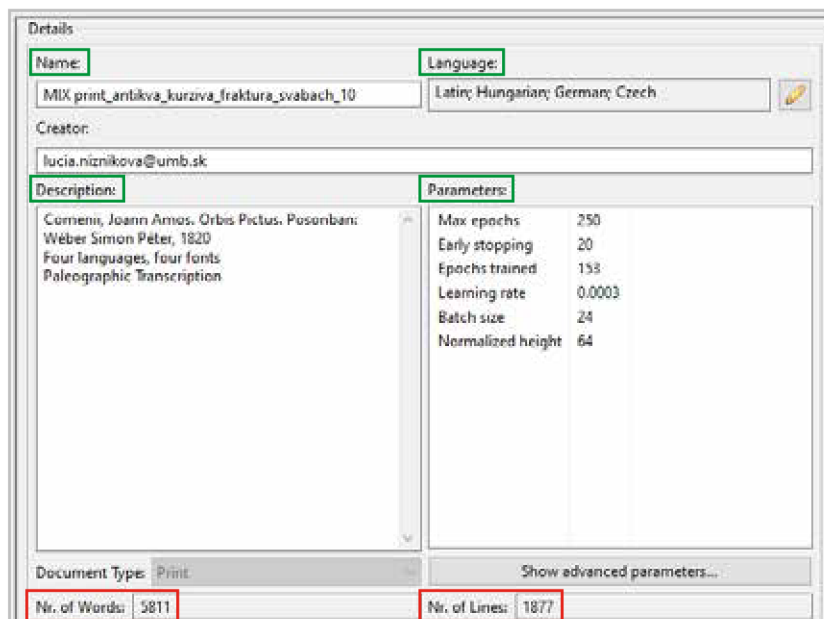 Details
Name:
Language:
MIX print_antikva_kurziva_fraktura_svabach_10
Latin; Hungarian; German; Czech
Creator:
lucia.niznikova@umb.sk
Description:
Parameters:
Comenii, Joann Amos. Orbis Pictus. Posonban:
Wéber Simon Péter, 1820
Four languages, four fonts
Paleographic Transcription
Max epochs 250
Early stopping 20
Epochs trained 153
Learning rate 0.0003
Batch size 24
Normalized height 64
Document Type: Print
Show advanced parameters...
Nr. of Words: 5811
Nr. of Lines: 1877